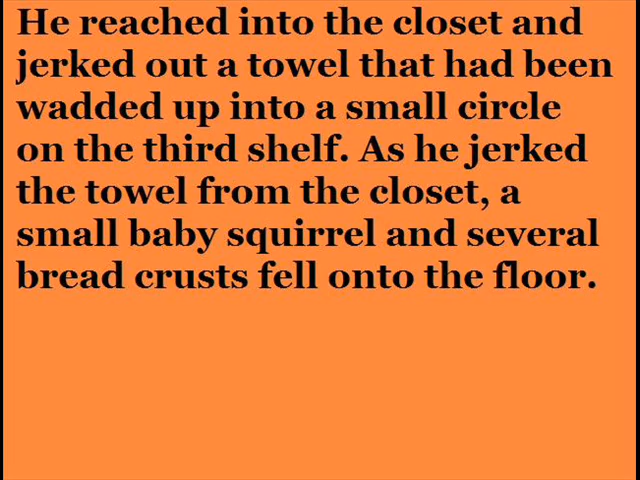 He reached into the closet and
jerked out a towel that had been
wadded up into a small circle
on the third shelf. As he jerked
the towel from the closet, a
small baby squirrel and several
bread crusts fell onto the floor.